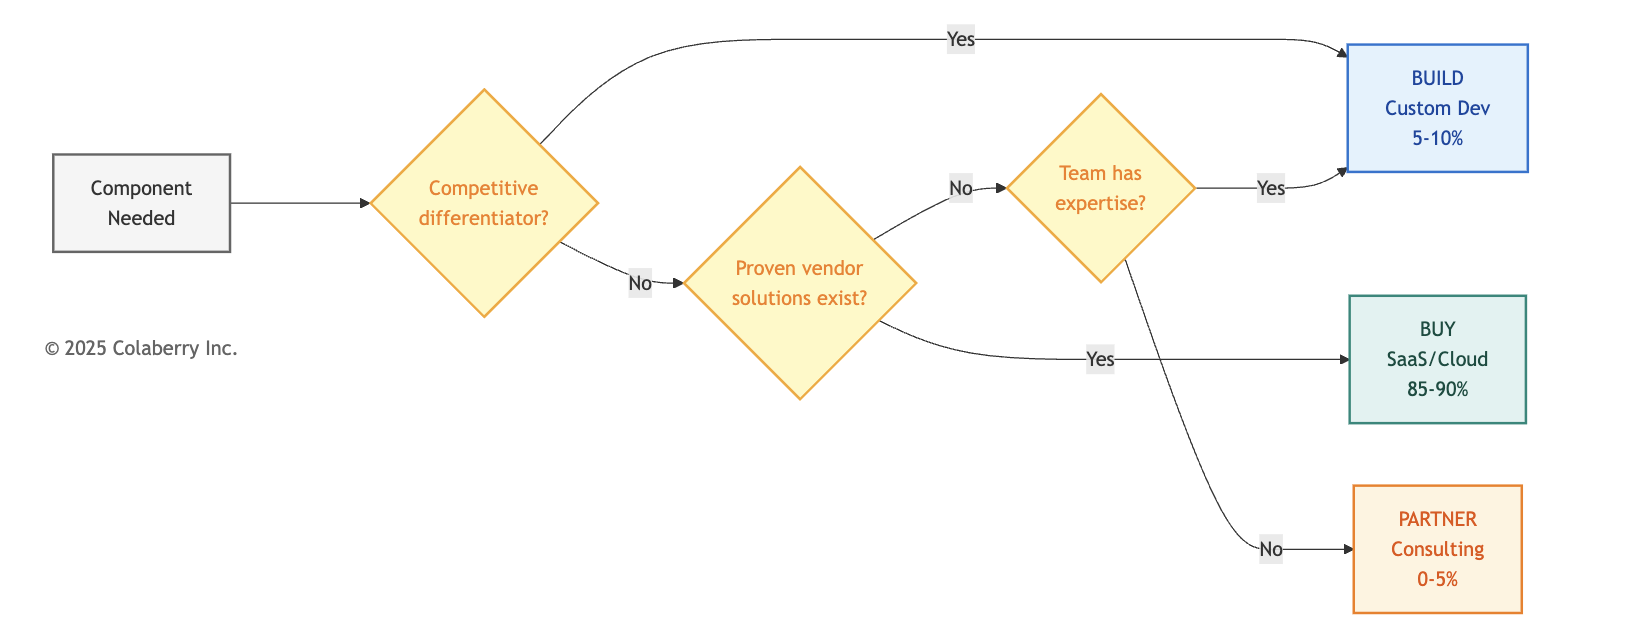 Component
Needed
Competitive
differentiator?
Yes
No
Proven vendor
solutions exist?
No
Yes
Team has
expertise?
Yes
No
BUILD
Custom Dev
5-10%
BUY
SaaS/Cloud
85-90%
PARTNER
Consulting
0-5%
© 2025 Colaberry Inc.